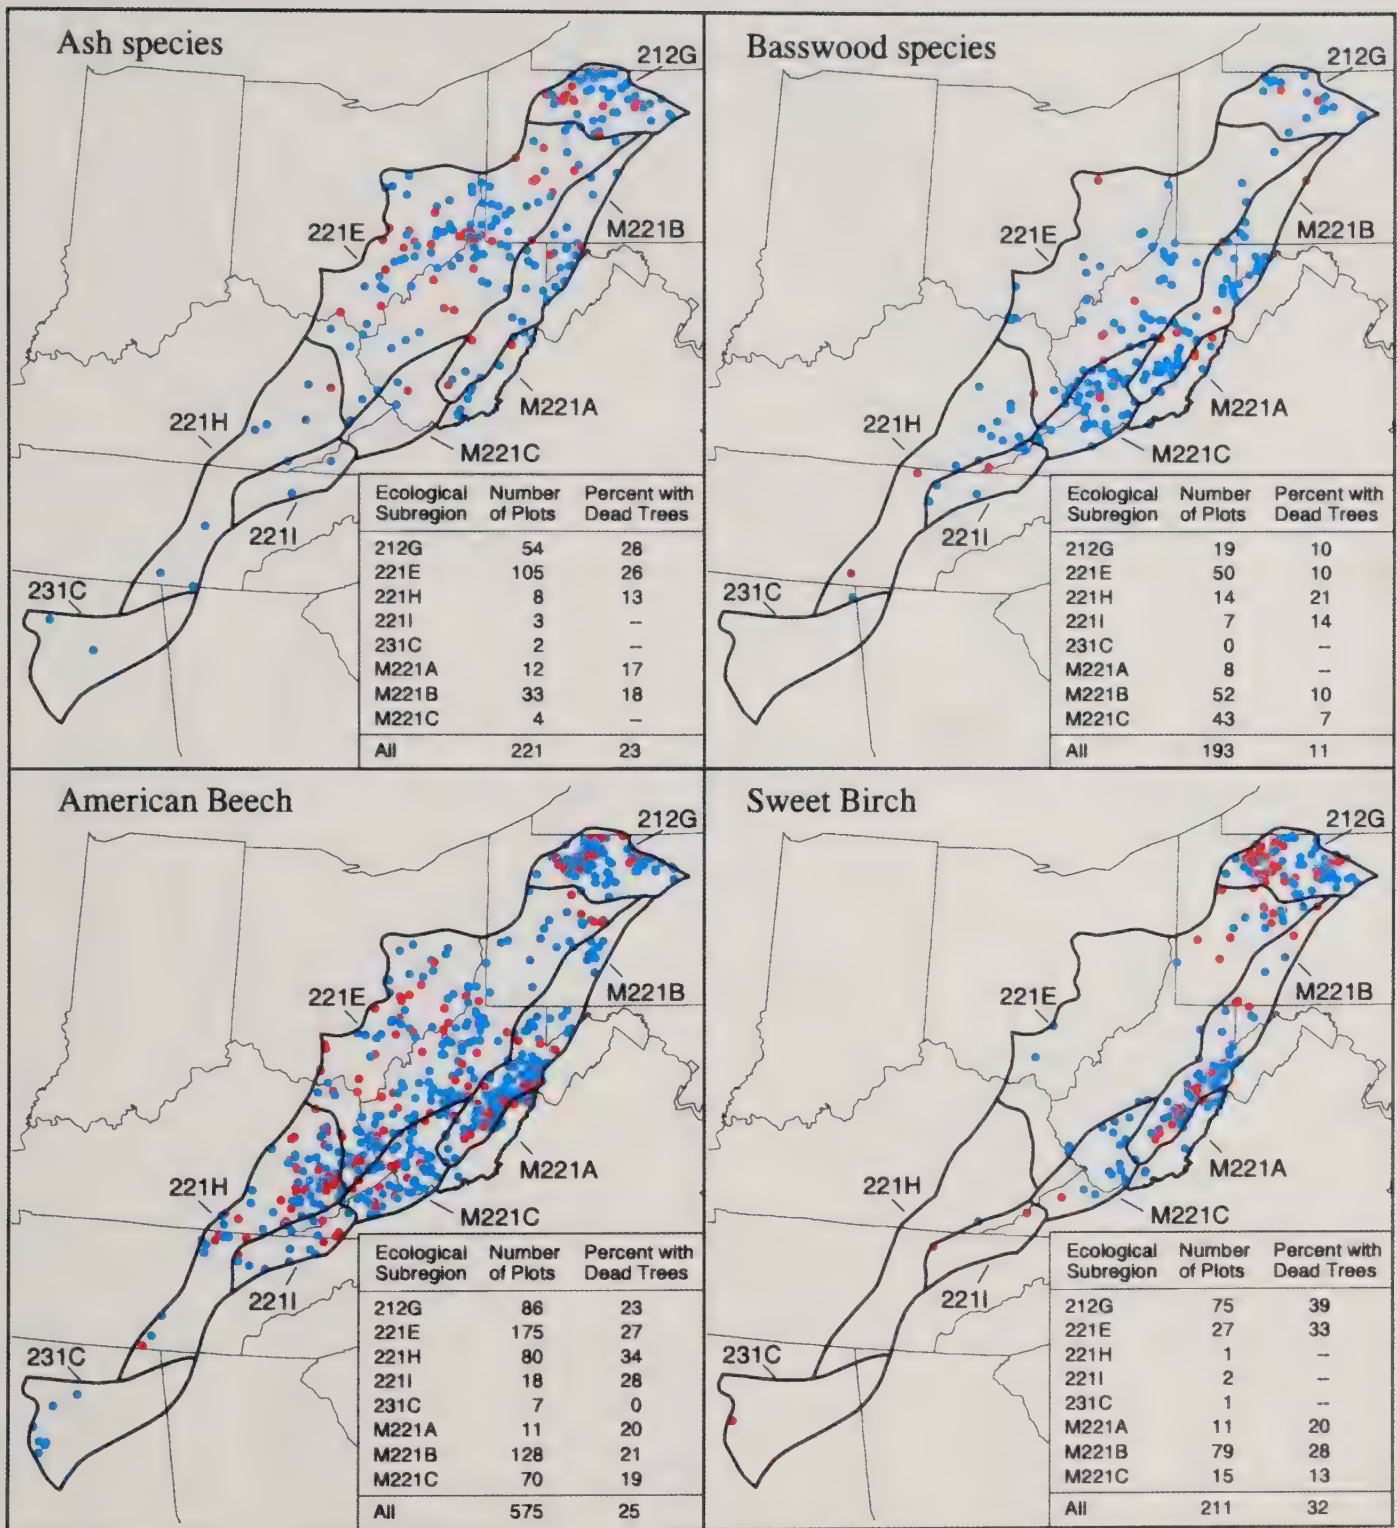 Ash species
212G
M221B
221E
M221A
221H
M221C
221I
231C
Ecological Number Percent with
Subregion of Plots Dead Trees
212G 54 28
221E 105 26
221H 8 13
221I 3 --
231C 2 --
M221A 12 17
M221B 33 18
M221C 4 --
All 221 23
Basswood species
212G
M221B
221E
M221A
221H
M221C
221I
231C
Ecological Number Percent with
Subregion of Plots Dead Trees
212G 19 10
221E 50 10
221H 14 21
221I 7 14
231C 0 --
M221A 8 --
M221B 52 10
M221C 43 7
All 193 11
American Beech
212G
M221B
221E
M221A
221H
M221C
221I
231C
Ecological Number Percent with
Subregion of Plots Dead Trees
212G 86 23
221E 175 27
221H 80 34
221I 18 28
231C 7 0
M221A 11 20
M221B 128 21
M221C 70 19
All 575 25
Sweet Birch
212G
M221B
221E
M221A
221H
M221C
221I
231C
Ecological Number Percent with
Subregion of Plots Dead Trees
212G 75 39
221E 27 33
221H 1 --
221I 2 --
231C 1 --
M221A 11 20
M221B 79 28
M221C 15 13
All 211 32